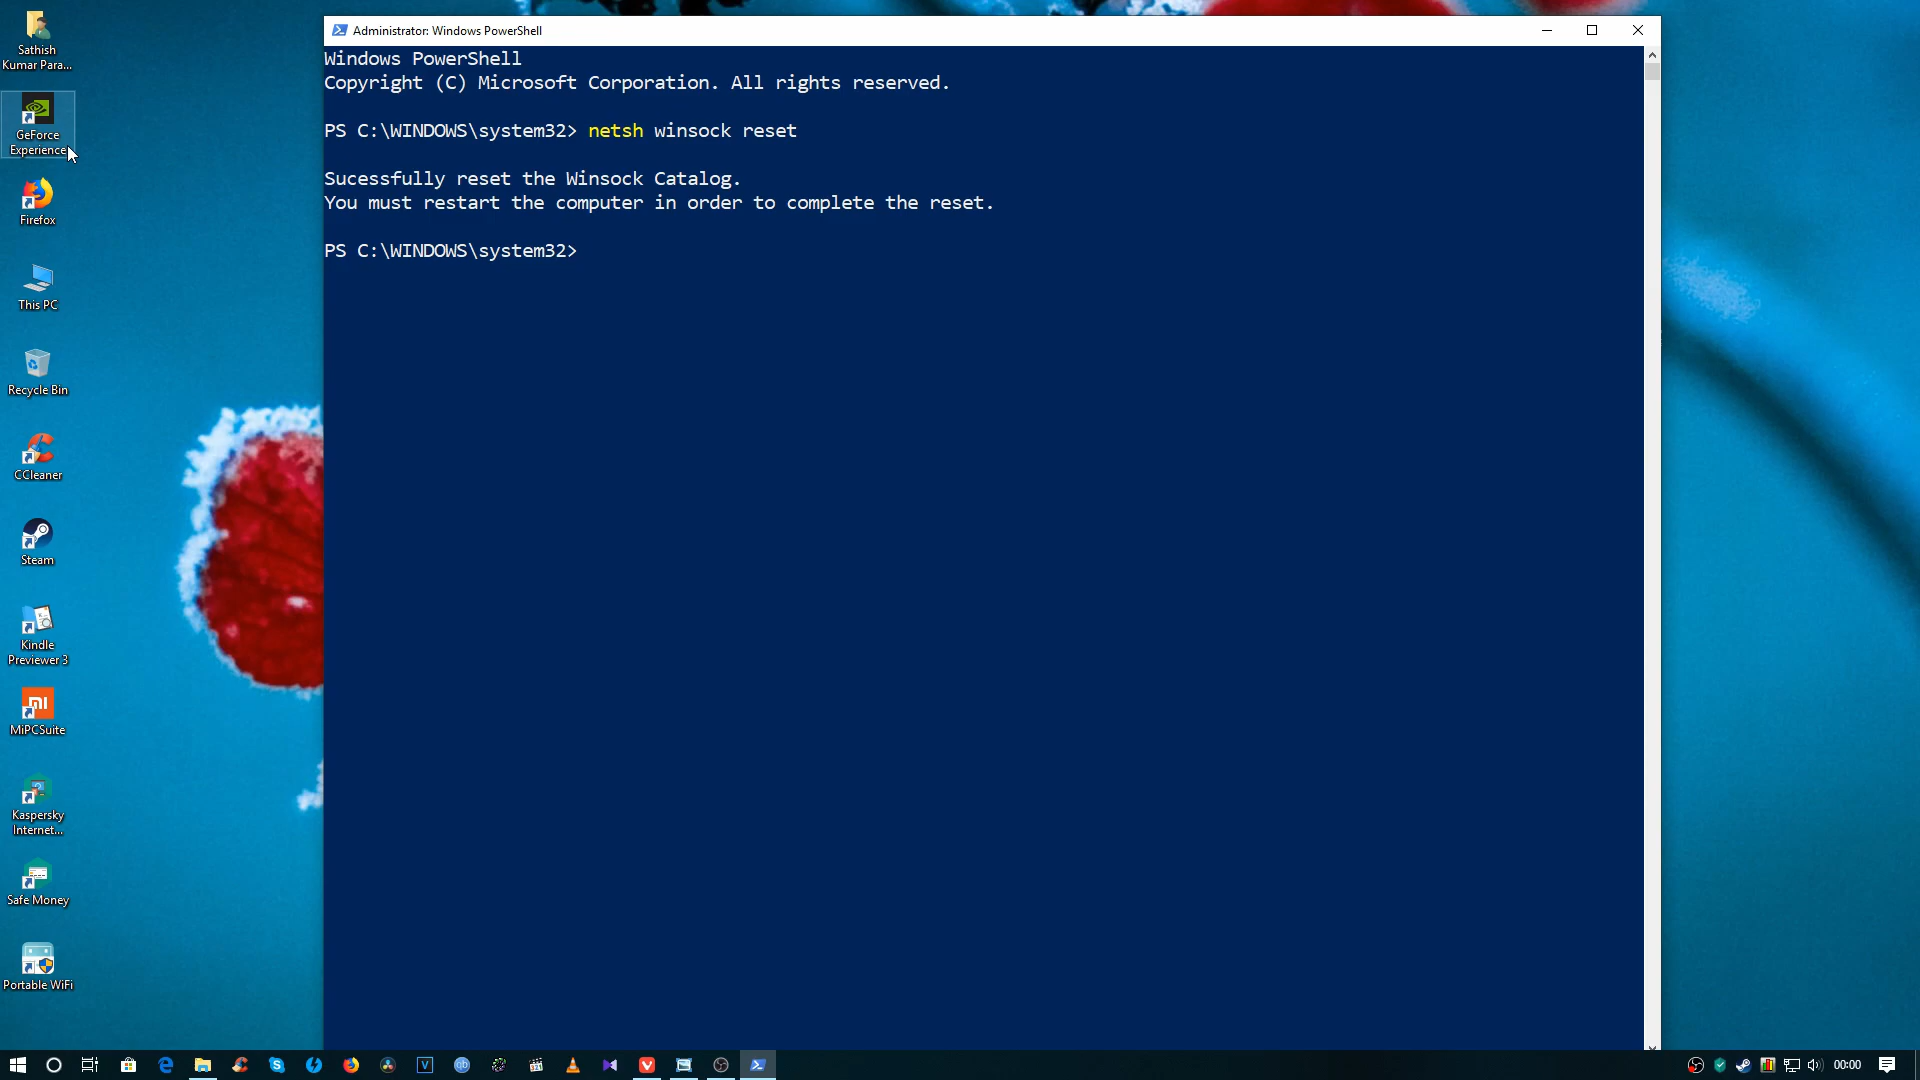 Sathish
Kumar Para...
GeForce
Experience
Firefox
This PC
Recycle Bin
CCleaner
Steam
Kindle
Previewer 3
MiPCSuite
Kaspersky
Internet...
Safe Money
Portable WiFi
Administrator: Windows PowerShell
Windows PowerShell
Copyright (C) Microsoft Corporation. All rights reserved.
PS C:\WINDOWS\system32> netsh winsock reset
Sucessfully reset the Winsock Catalog.
You must restart the computer in order to complete the reset.
PS C:\WINDOWS\system32>
00:00